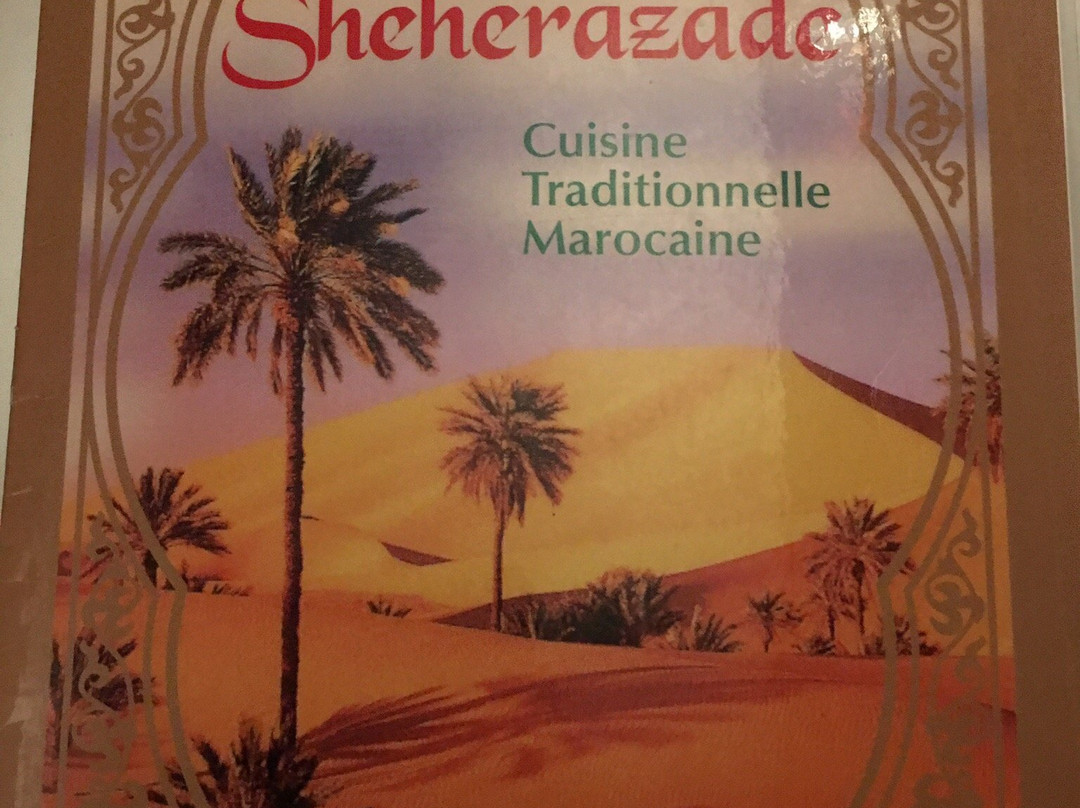 Sheherazade
Cuisine
Traditionnelle
Marocaine